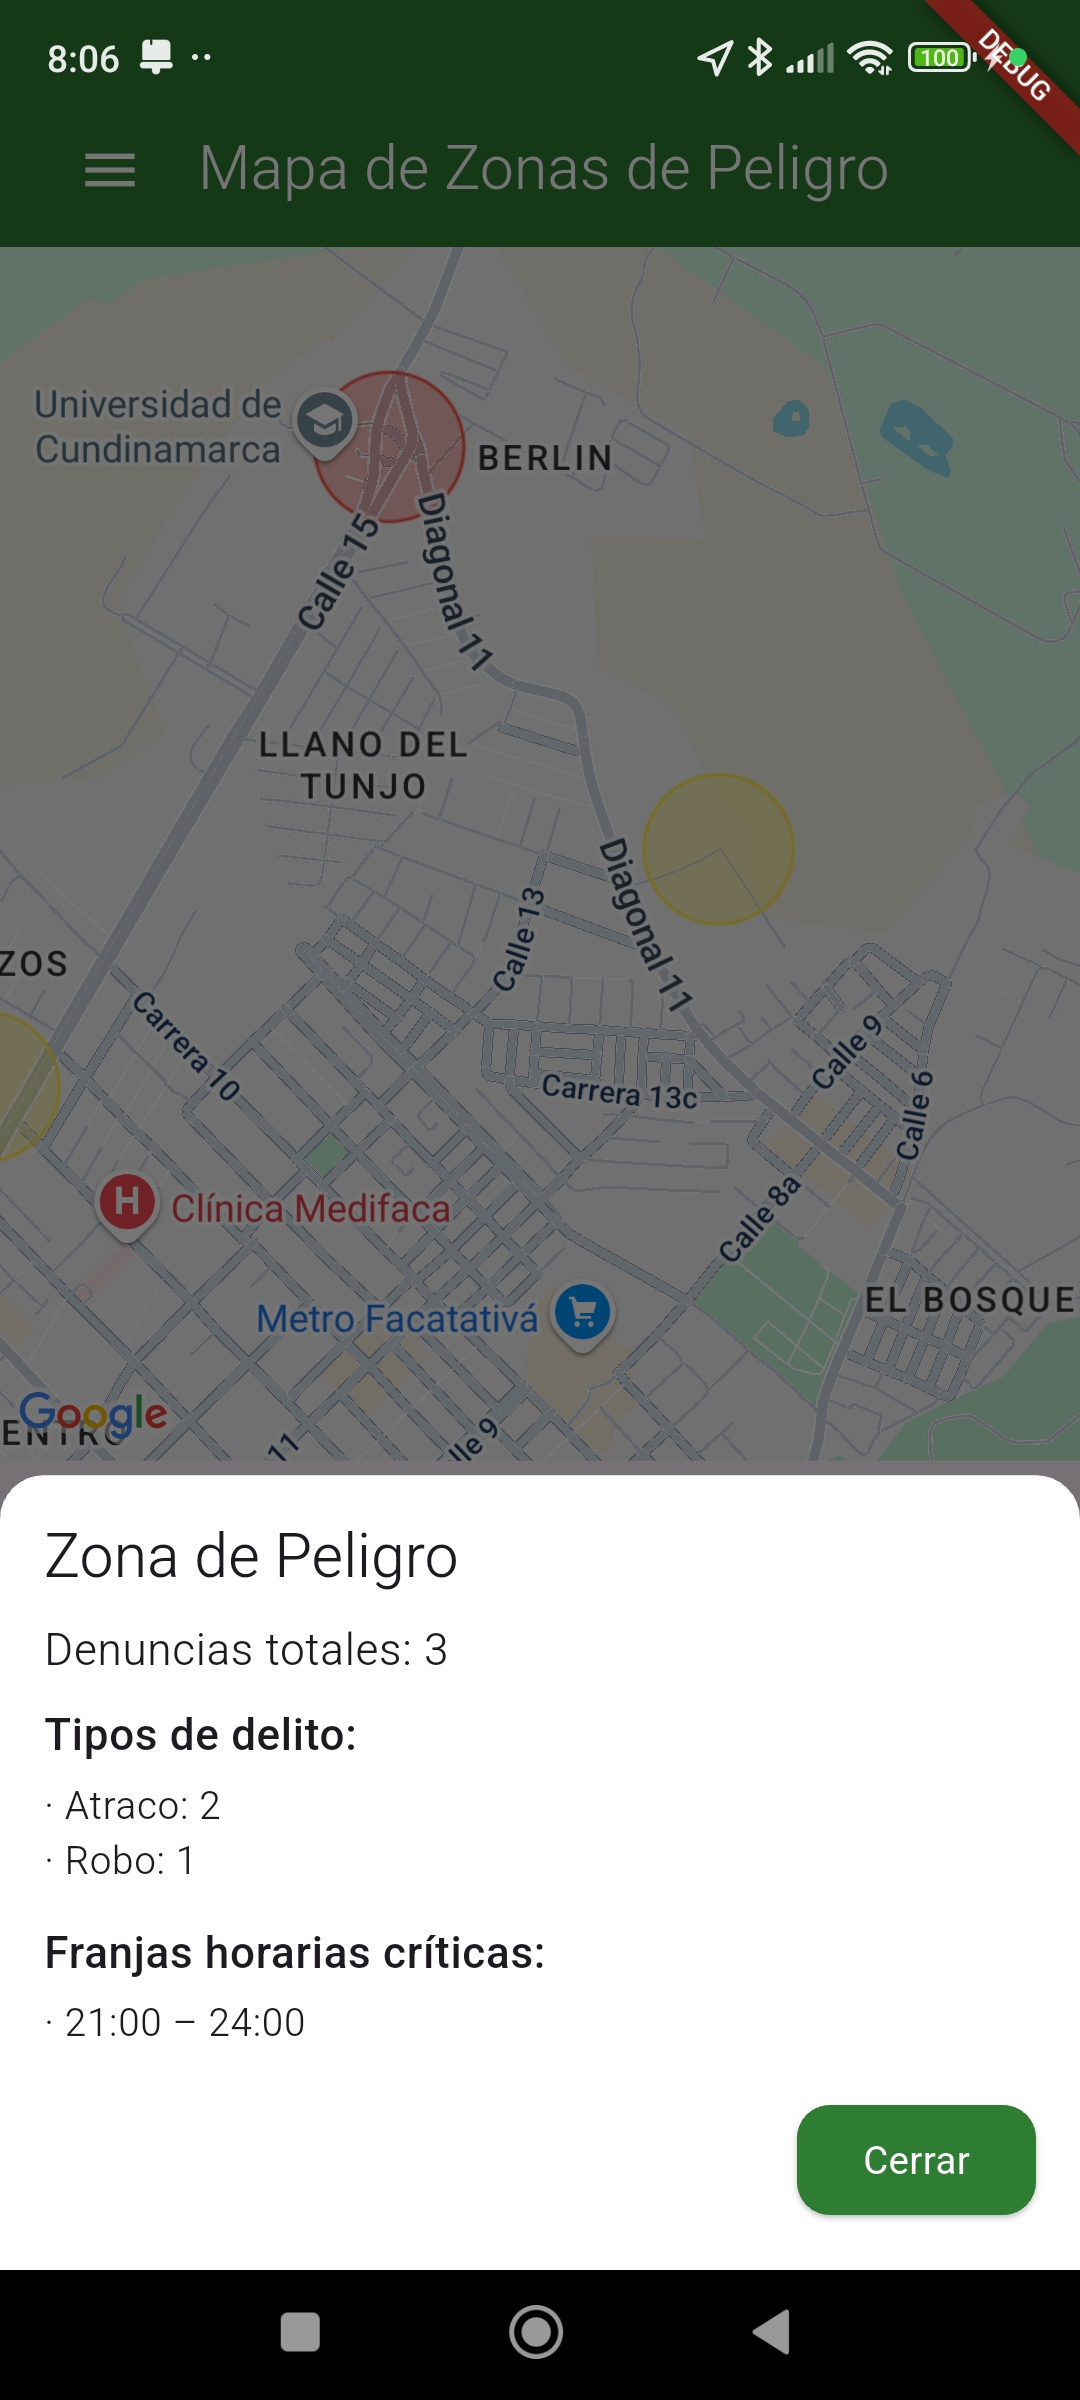 8:06
100
DEBUG
Mapa de Zonas de Peligro
Universidad de
Cundinamarca
BERLIN
Calle 15
Diagonal 11
LLANO DEL
TUNJO
Diagonal 11
Calle 13
ZOS
Carrera 10
Calle 9
Carrera 13c
Calle 6
H
Clínica Medifaca
Calle 8a
EL BOSQUE
Metro Facatativá
Google
ENTRO
11
lle 9
Zona de Peligro
Denuncias totales: 3
Tipos de delito:
· Atraco: 2
· Robo: 1
Franjas horarias críticas:
· 21:00 – 24:00
Cerrar